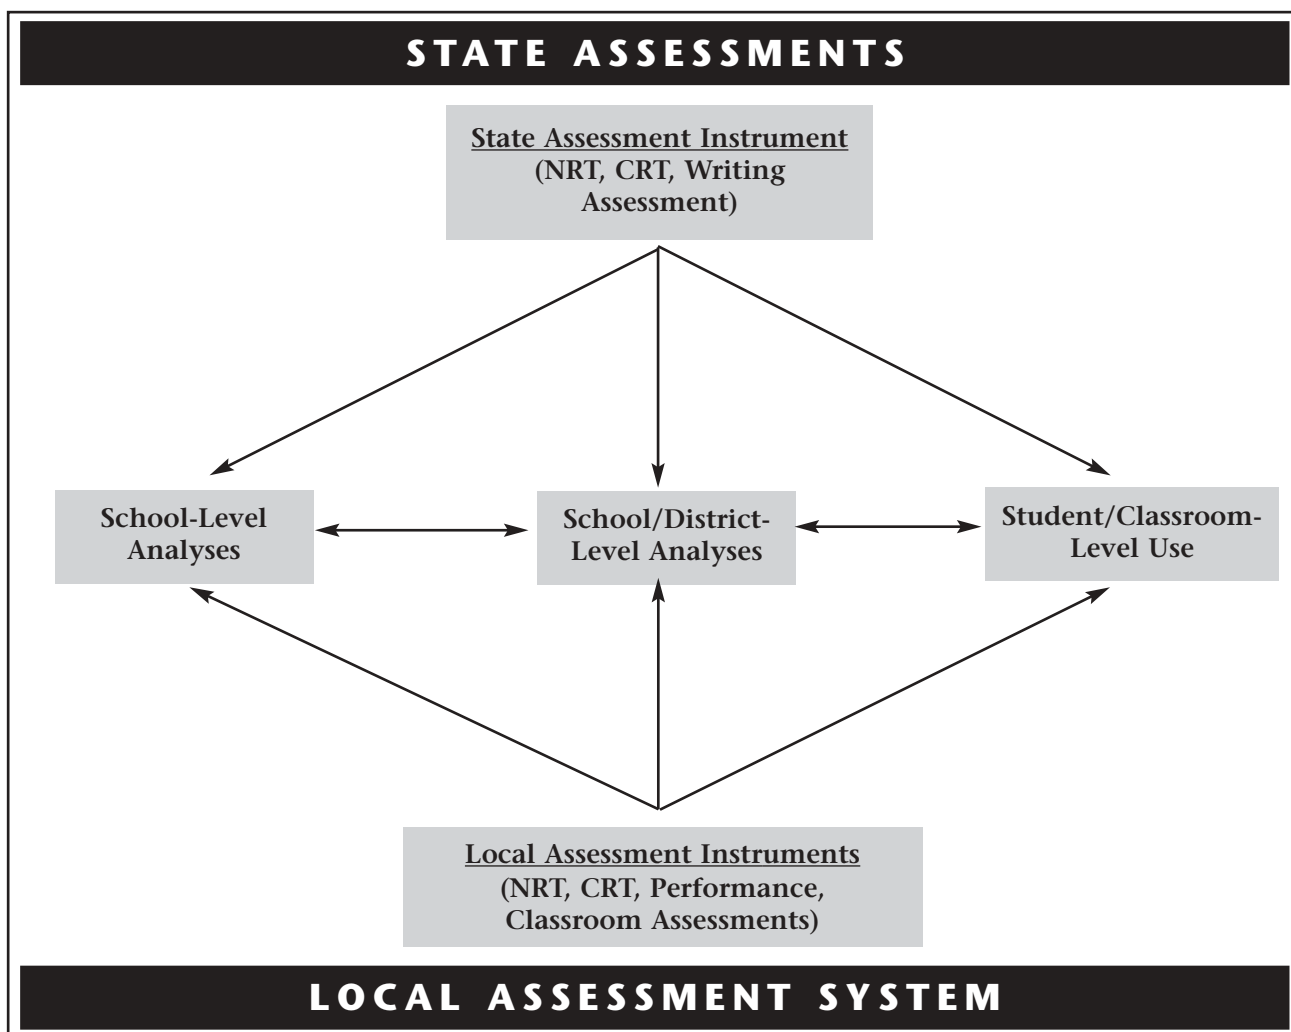 STATE ASSESSMENTS
State Assessment Instrument
(NRT, CRT, Writing
Assessment)
School-Level
Analyses
School/District-
Level Analyses
Student/Classroom-
Level Use
Local Assessment Instruments
(NRT, CRT, Performance,
Classroom Assessments)
LOCAL ASSESSMENT SYSTEM